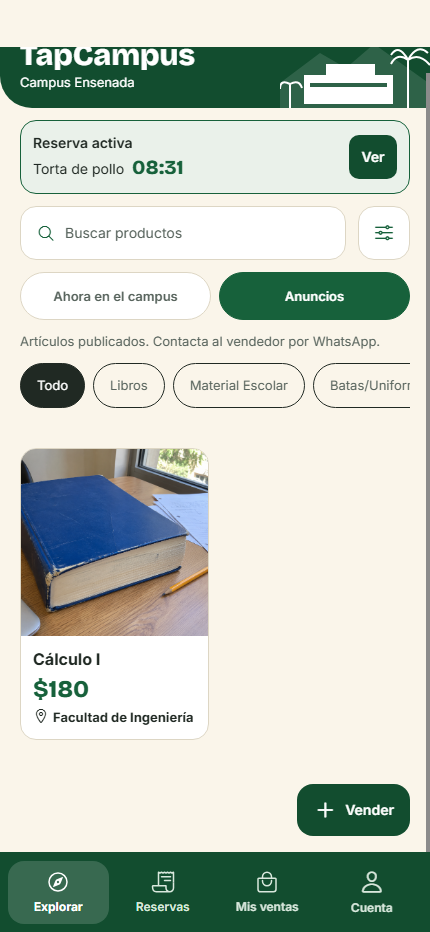 TapCampus
Campus Ensenada
Reserva activa
Torta de pollo 08:31
Ver
Buscar productos
Ahora en el campus
Anuncios
Artículos publicados. Contacta al vendedor por WhatsApp.
Todo
Libros
Material Escolar
Batas/Unifor
Cálculo I
$180
Facultad de Ingeniería
Vender
Explorar
Reservas
Mis ventas
Cuenta